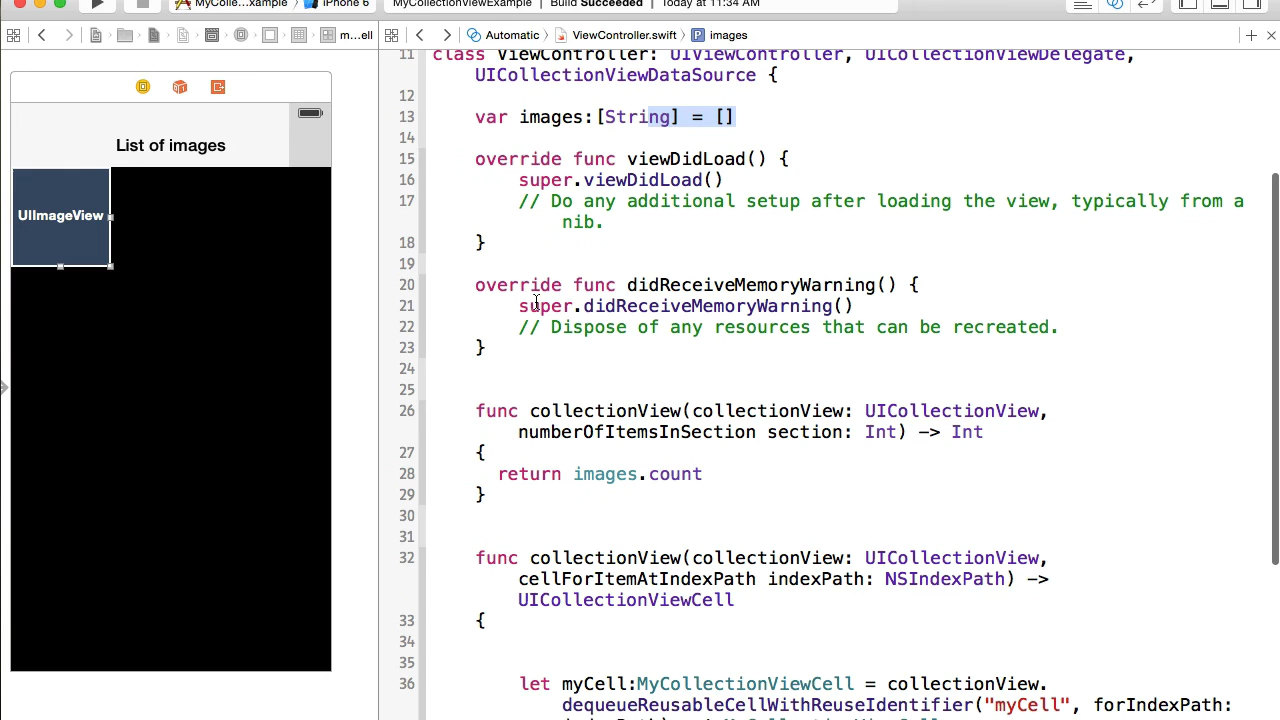 MyColle...xample 〉 iPhone 6
MyCollectionViewExample | Build Succeeded | Today at 11:34 AM
m...ell
Automatic 〉 ViewController.swift 〉 P images
11 class ViewController: UIViewController, UICollectionViewDelegate,
UICollectionViewDataSource {
12
13 var images:[String] = []
14
15 override func viewDidLoad() {
16 super.viewDidLoad()
17 // Do any additional setup after loading the view, typically from a
nib.
18 }
19
20 override func didReceiveMemoryWarning() {
21 super.didReceiveMemoryWarning()
22 // Dispose of any resources that can be recreated.
23 }
24
25
26 func collectionView(collectionView: UICollectionView,
numberOfItemsInSection section: Int) -> Int
27 {
28 return images.count
29 }
30
31
32 func collectionView(collectionView: UICollectionView,
cellForItemAtIndexPath indexPath: NSIndexPath) ->
UICollectionViewCell
33 {
34
35
36 let myCell:MyCollectionViewCell = collectionView.
dequeueReusableCellWithReuseIdentifier("myCell", forIndexPath:
List of images
UIImageView